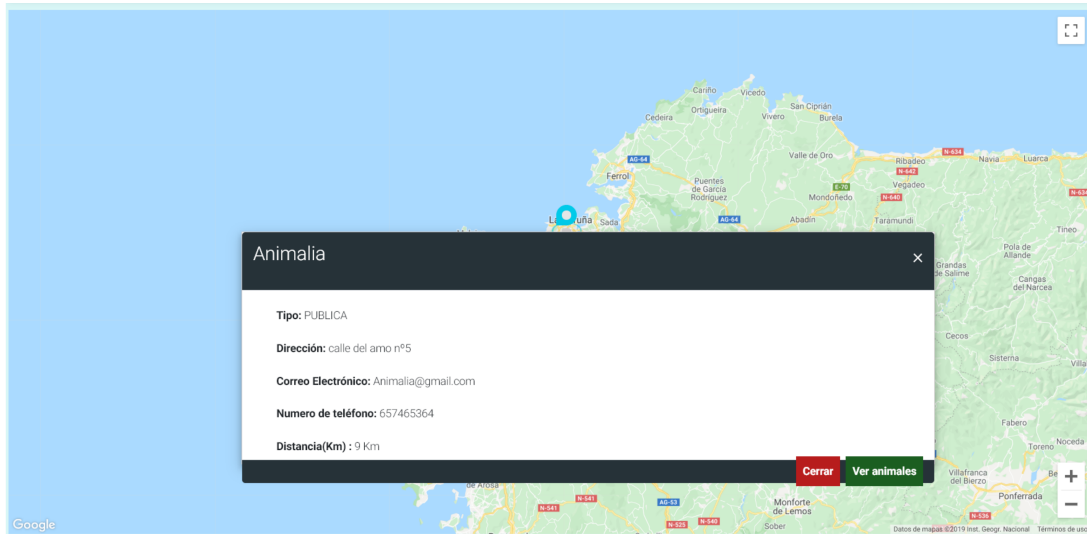 Cariño
Vicedo
San Ciprián
Cedeira
Ortigueira
Vivero
Burela
AG-64
Valle de Oro
N-634
Ribadeo
Navia
Luarca
N-642
Ferrol
Puentes
de García
Rodríguez
E-70
Vegadeo
Mondoñedo
N-640
AG-64
Abadín
Taramundi
Sada
Tineo
Animalia
×
Pola de
Allande
Grandas
de Salime
Cangas
del Narcea
Tipo: PUBLICA
Dirección: calle del amo nº5
Cecos
Sisterna
Correo Electrónico: Animalia@gmail.com
Numero de teléfono: 657465364
Fabero
Distancia(Km) : 9 Km
Toreno
Noceda
Cerrar
Ver animales
Villafranca
del Bierzo
+
de Arosa
N-541
N-541
AG-53
Monforte
de Lemos
Ponferrada
−
N-536
N-525
N-540
Sober
Google
Datos de mapas ©2019 Inst. Geogr. Nacional
Términos de uso